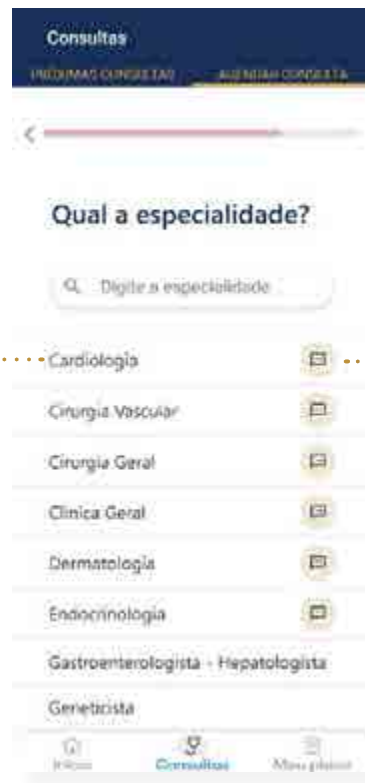 Consultas
PRÓXIMAS CONSULTAS AGENDAR CONSULTA
Qual a especialidade?
Digite a especialidade
Cardiologia
Cirurgia Vascular
Cirurgia Geral
Clinica Geral
Dermatologia
Endocrinologia
Gastroenterologista - Hepatologista
Geneticista
Início Consultas Meu plano